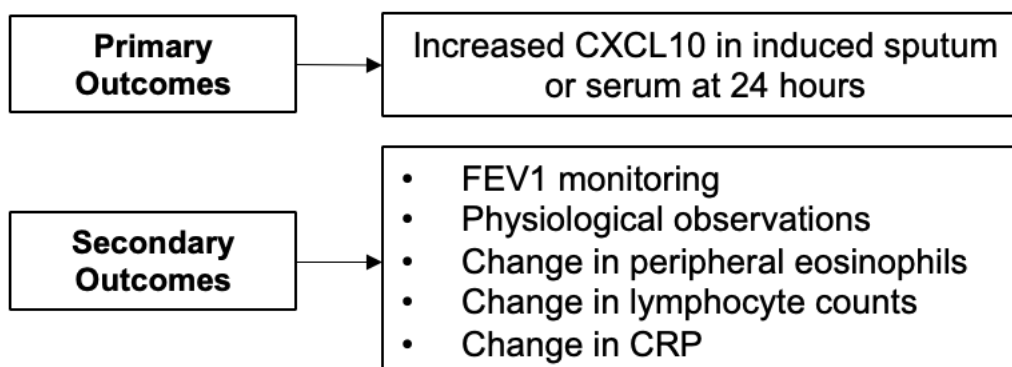 Primary
Outcomes
Increased CXCL10 in induced sputum
or serum at 24 hours
Secondary
Outcomes
• FEV1 monitoring
• Physiological observations
• Change in peripheral eosinophils
• Change in lymphocyte counts
• Change in CRP